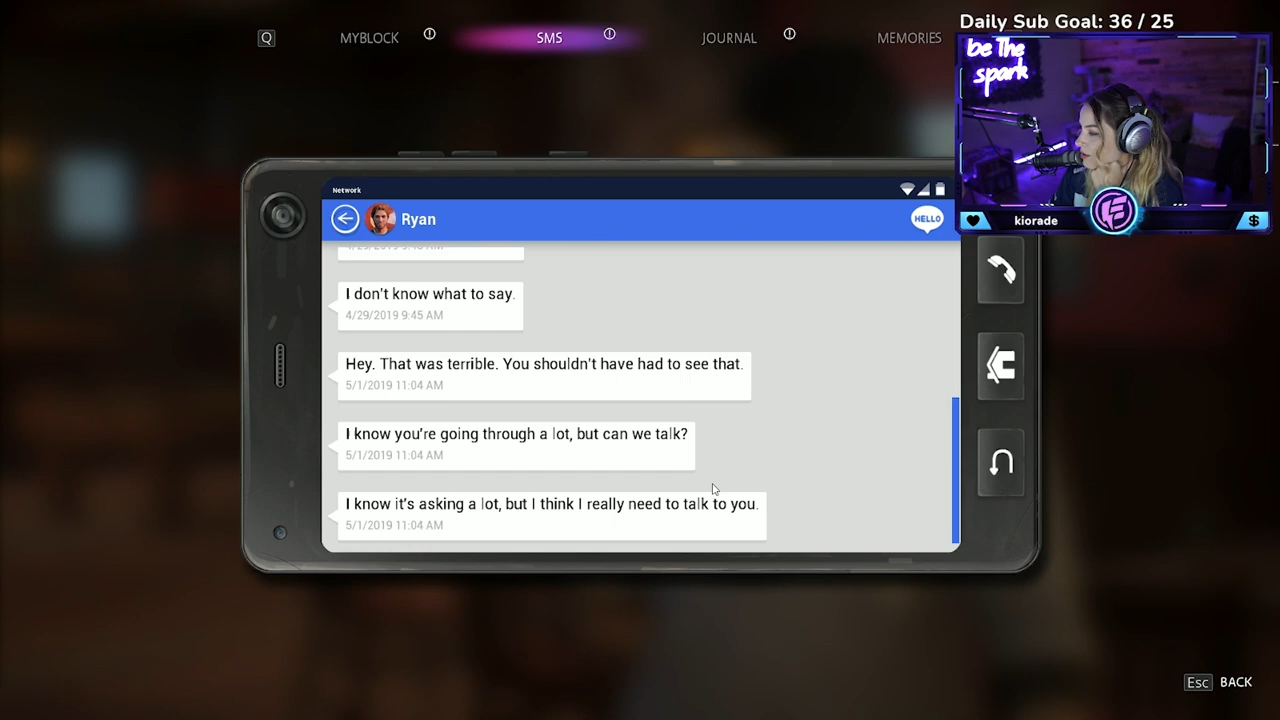 Daily Sub Goal: 36 / 25
Q
MYBLOCK
SMS
JOURNAL
MEMORIES
be the
spark
kiorade
$
Network
Ryan
HELLO
I don't know what to say.
4/29/2019 9:45 AM
Hey. That was terrible. You shouldn't have had to see that.
5/1/2019 11:04 AM
I know you're going through a lot, but can we talk?
5/1/2019 11:04 AM
I know it's asking a lot, but I think I really need to talk to you.
5/1/2019 11:04 AM
Esc BACK